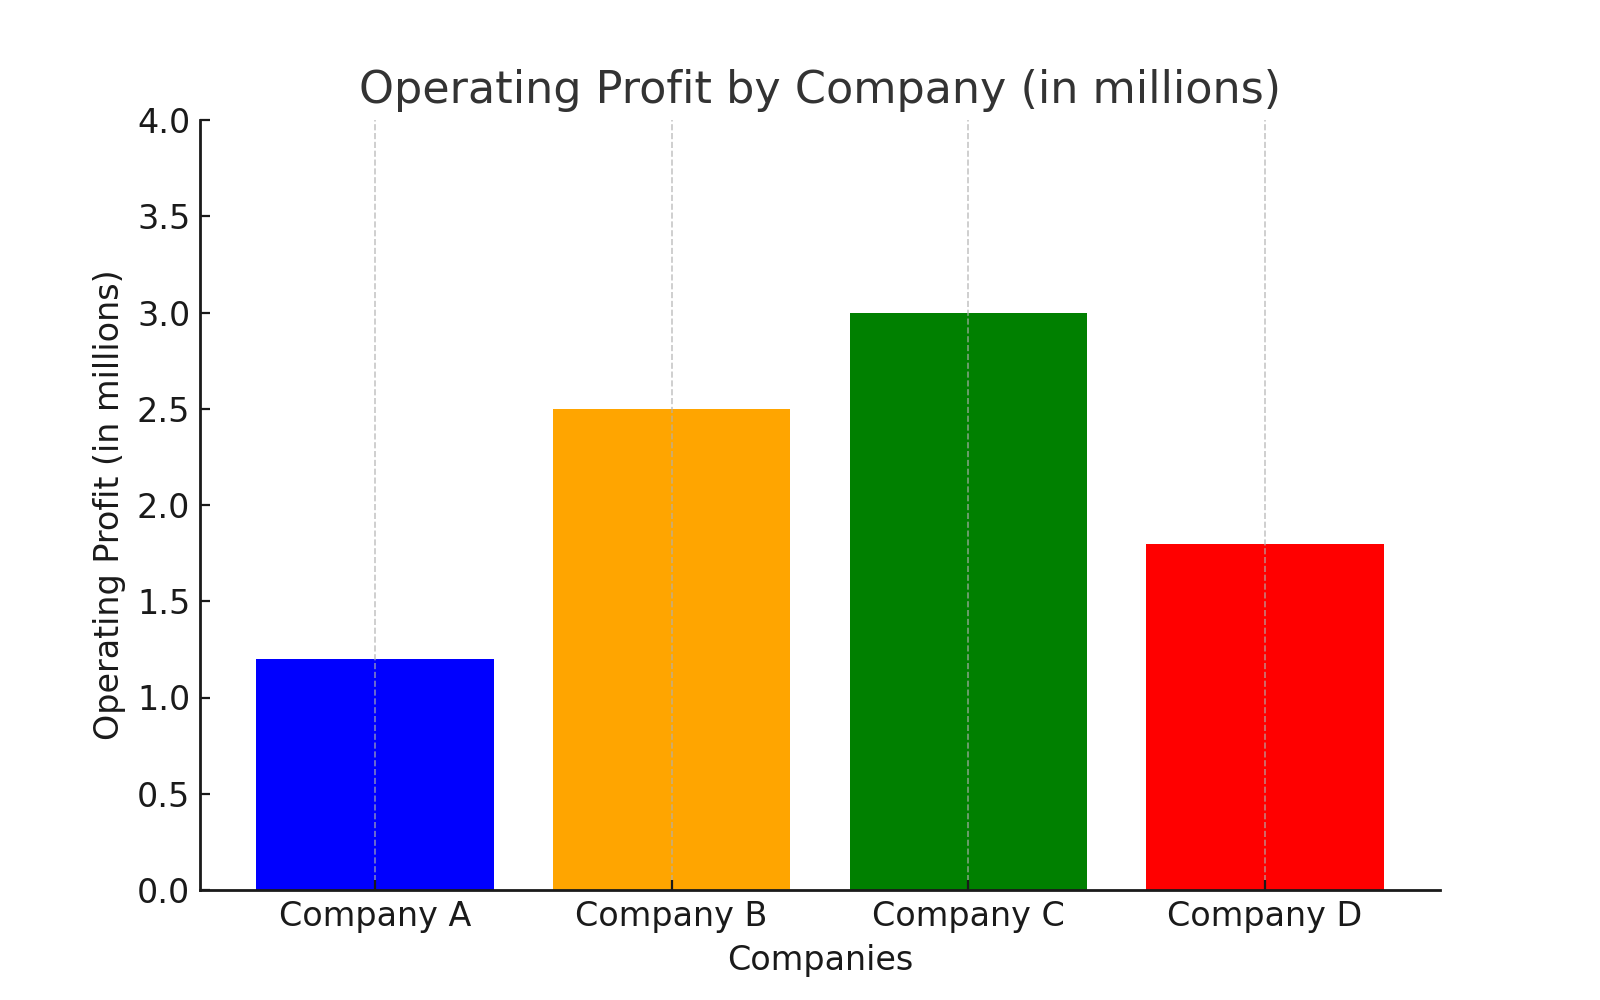 Operating Profit by Company (in millions)
Operating Profit (in millions)
4.0
3.5
3.0
2.5
2.0
1.5
1.0
0.5
0.0
Company A Company B Company C Company D
Companies